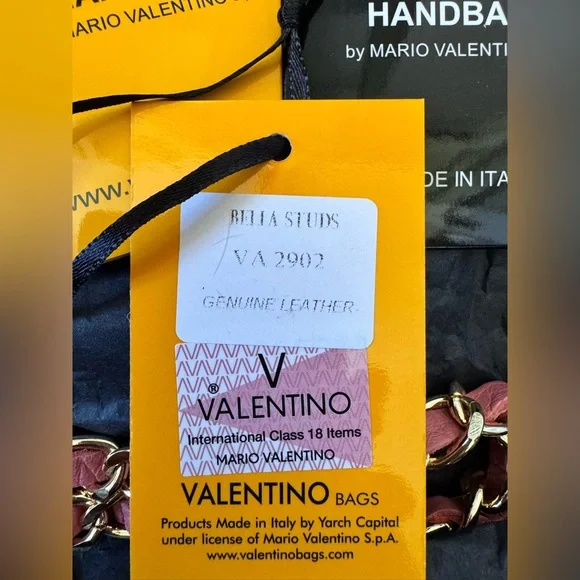 MARIO VALENTINO
HANDBA
by MARIO VALENTI
www.
DE IN ITA
BELLA STUDS
VA 2902
GENUINE LEATHER
V
®
VALENTINO
International Class 18 Items
MARIO VALENTINO
VALENTINO BAGS
Products Made in Italy by Yarch Capital
under license of Mario Valentino S.p.A.
www.valentinobags.com